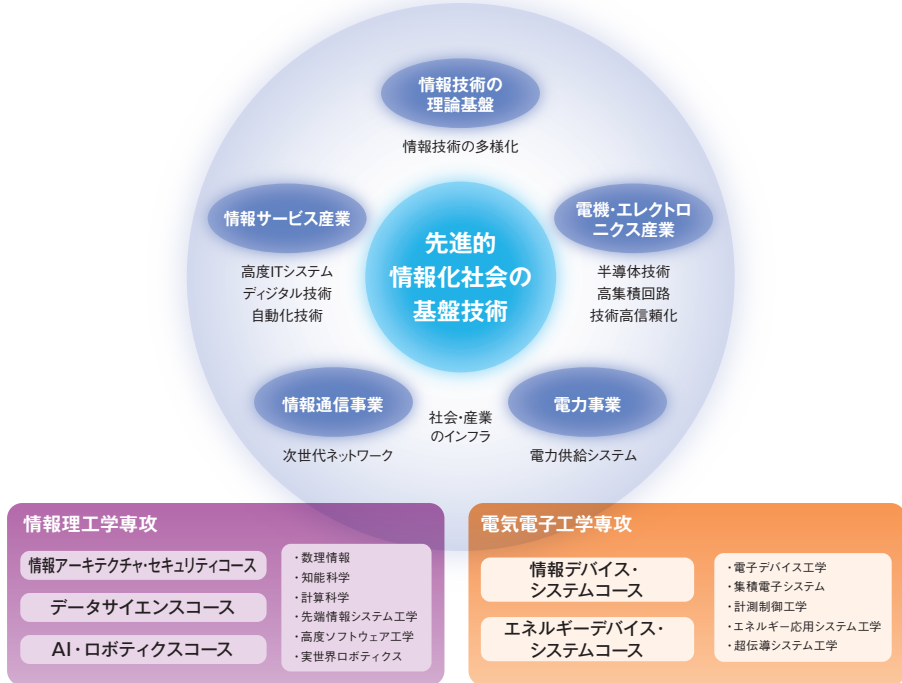 情報技術の
理論基盤
情報技術の多様化
情報サービス産業
高度ITシステム
ディジタル技術
自動化技術
先進的
情報化社会の
基盤技術
電機・エレクトロ
ニクス産業
半導体技術
高集積回路
技術高信頼化
情報通信事業
次世代ネットワーク
社会・産業
のインフラ
電力事業
電力供給システム
情報理工学専攻
情報アーキテクチャ・セキュリティコース
データサイエンスコース
AI・ロボティクスコース
・数理情報
・知能科学
・計算科学
・先端情報システム工学
・高度ソフトウェア工学
・実世界ロボティクス
電気電子工学専攻
情報デバイス・
システムコース
エネルギーデバイス・
システムコース
・電子デバイス工学
・集積電子システム
・計測制御工学
・エネルギー応用システム工学
・超伝導システム工学